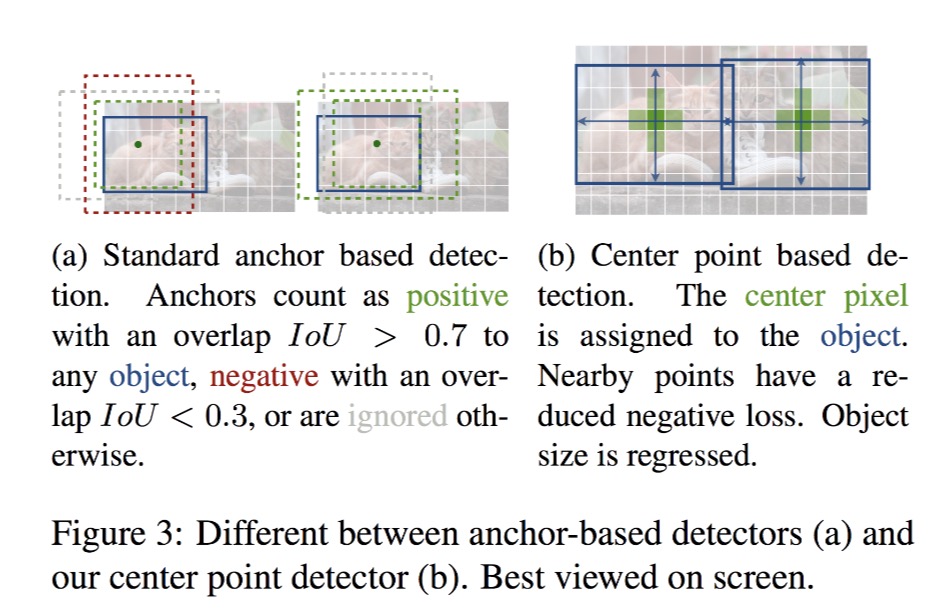 (a) Standard anchor based detec-
tion. Anchors count as positive
with an overlap IoU > 0.7 to
any object, negative with an over-
lap IoU < 0.3, or are ignored oth-
erwise.
(b) Center point based de-
tection. The center pixel
is assigned to the object.
Nearby points have a re-
duced negative loss. Object
size is regressed.
Figure 3: Different between anchor-based detectors (a) and
our center point detector (b). Best viewed on screen.